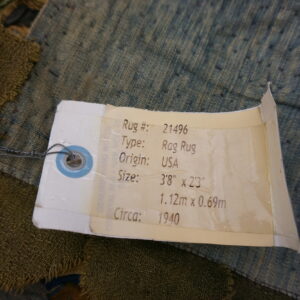 Rug #: 21496
Type: Rag Rug
Origin: USA
Size: 3'8" x 2'3"
1.12m x 0.69m
Circa: 1940